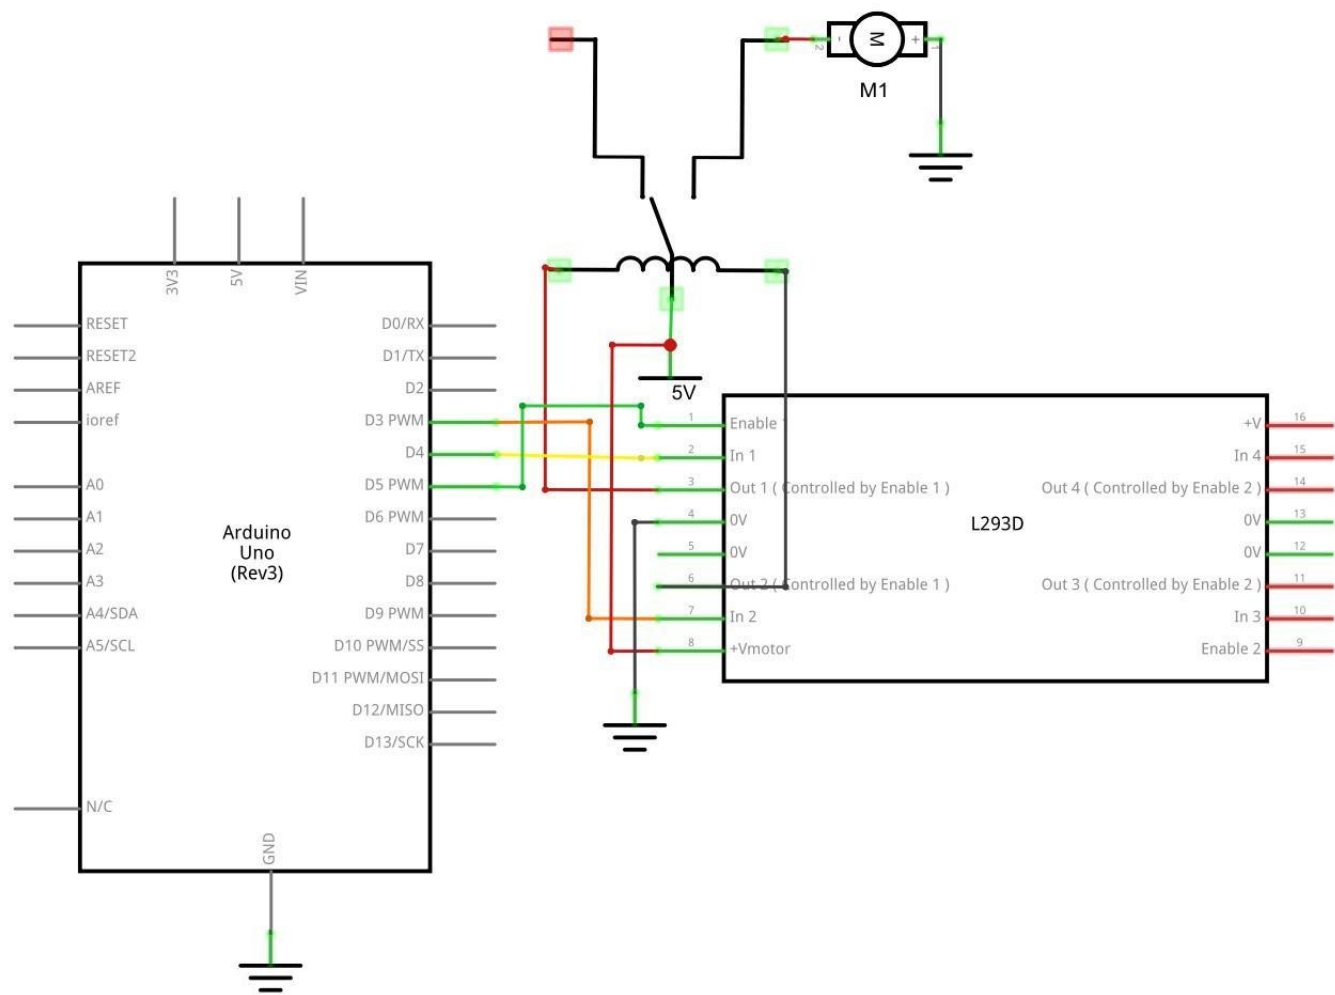 M
-
+
2
1
M1
3V3
5V
VIN
RESET
RESET2
AREF
ioref
A0
A1
A2
A3
A4/SDA
A5/SCL
N/C
D0/RX
D1/TX
D2
D3 PWM
D4
D5 PWM
D6 PWM
D7
D8
D9 PWM
D10 PWM/SS
D11 PWM/MOSI
D12/MISO
D13/SCK
Arduino
Uno
(Rev3)
GND
5V
1 Enable 1
2 In 1
3 Out 1 ( Controlled by Enable 1 )
4 0V
5 0V
6 Out 2 ( Controlled by Enable 1 )
7 In 2
8 +Vmotor
L293D
+V 16
In 4 15
Out 4 ( Controlled by Enable 2 ) 14
0V 13
0V 12
Out 3 ( Controlled by Enable 2 ) 11
In 3 10
Enable 2 9